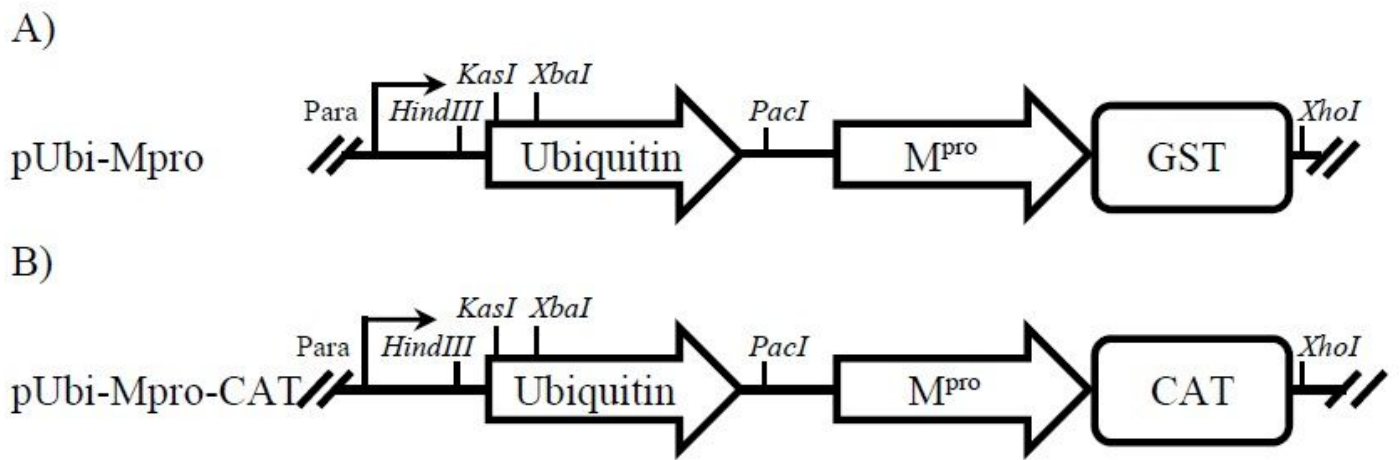 A)
KasI XbaI
Para HindIII PacI XhoI
pUbi-Mpro Ubiquitin Mpro GST
B)
KasI XbaI
Para HindIII PacI XhoI
pUbi-Mpro-CAT Ubiquitin Mpro CAT